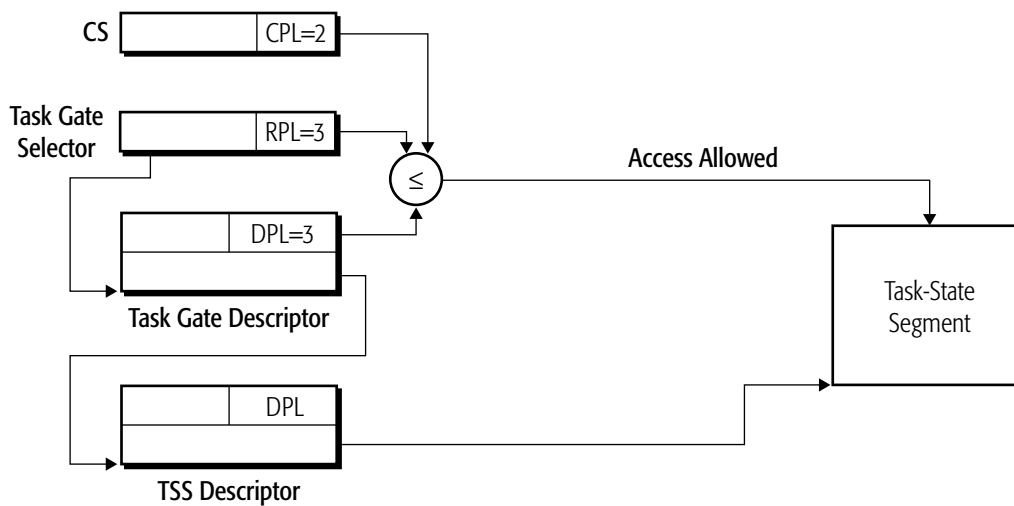 CS
CPL=2
Task Gate
Selector
RPL=3
≤
Access Allowed
DPL=3
Task Gate Descriptor
Task-State
Segment
DPL
TSS Descriptor